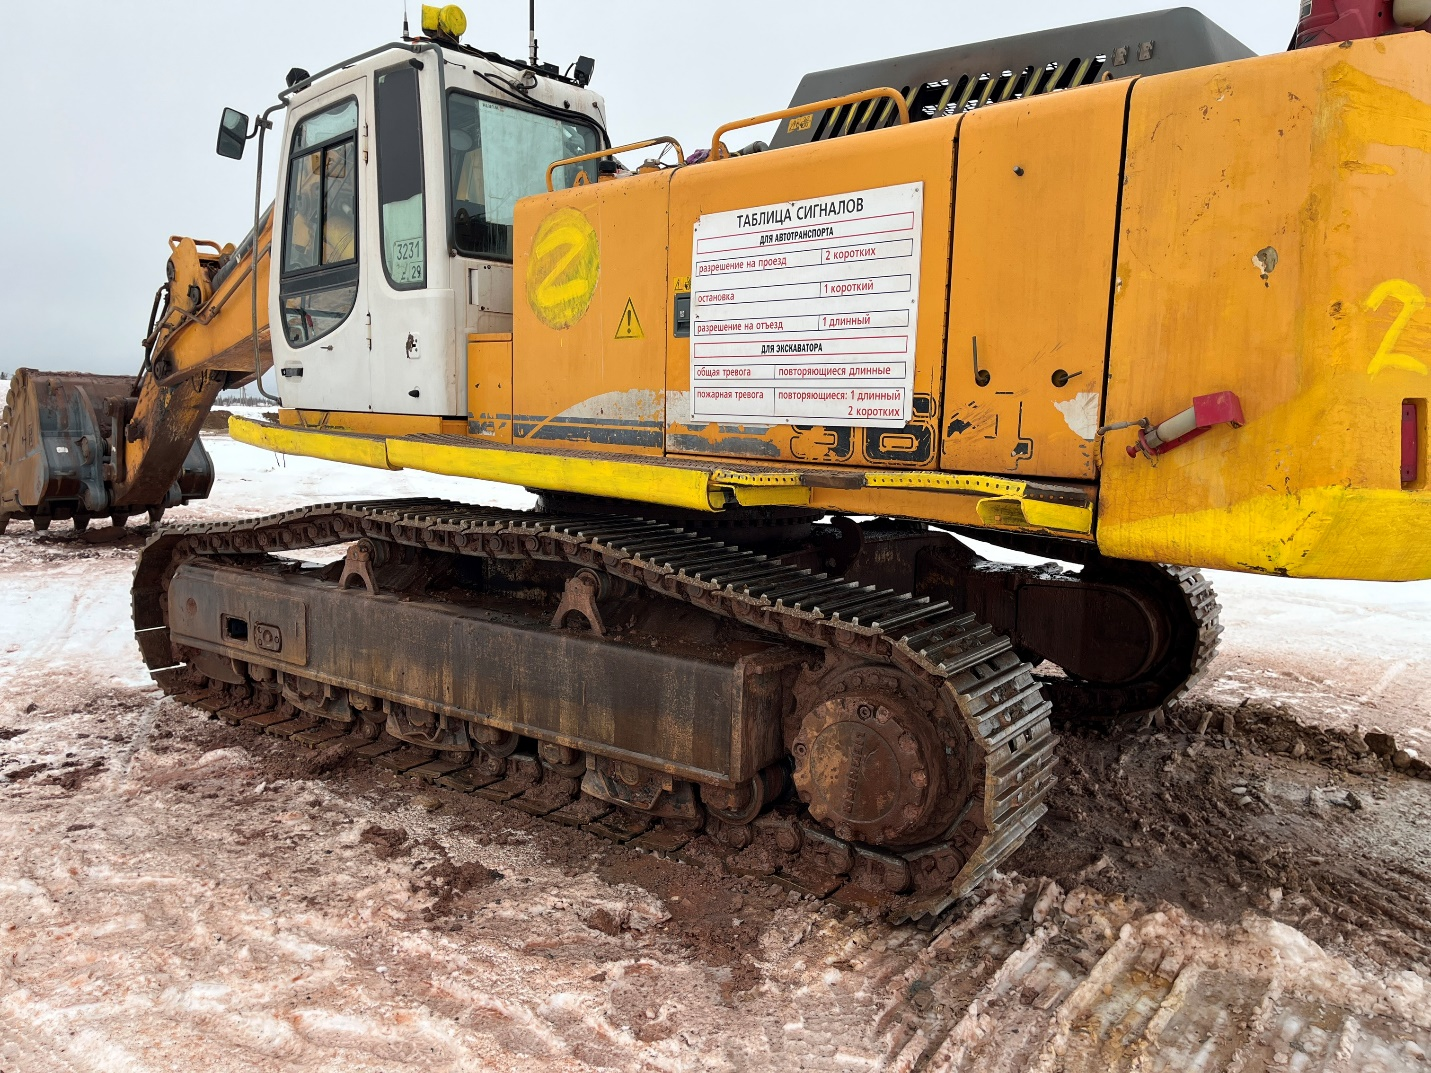 ТАБЛИЦА СИГНАЛОВ
ДЛЯ АВТОТРАНСПОРТА
разрешение на проезд 2 коротких
остановка 1 короткий
разрешение на отъезд 1 длинный
ДЛЯ ЭКСКАВАТОРА
общая тревога повторяющиеся длинные
пожарная тревога повторяющиеся: 1 длинный
2 коротких
3231
29
2
2